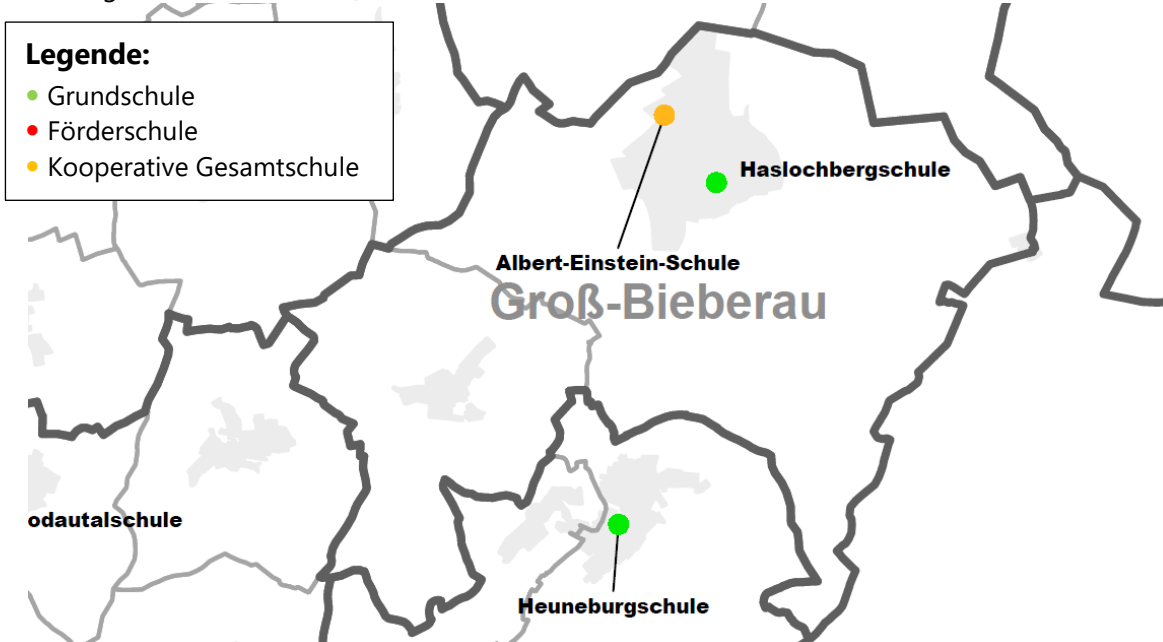 Legende:
Grundschule
Förderschule
Kooperative Gesamtschule
Haslochbergschule
Albert-Einstein-Schule
Groß-Bieberau
odautalschule
Heuneburgschule